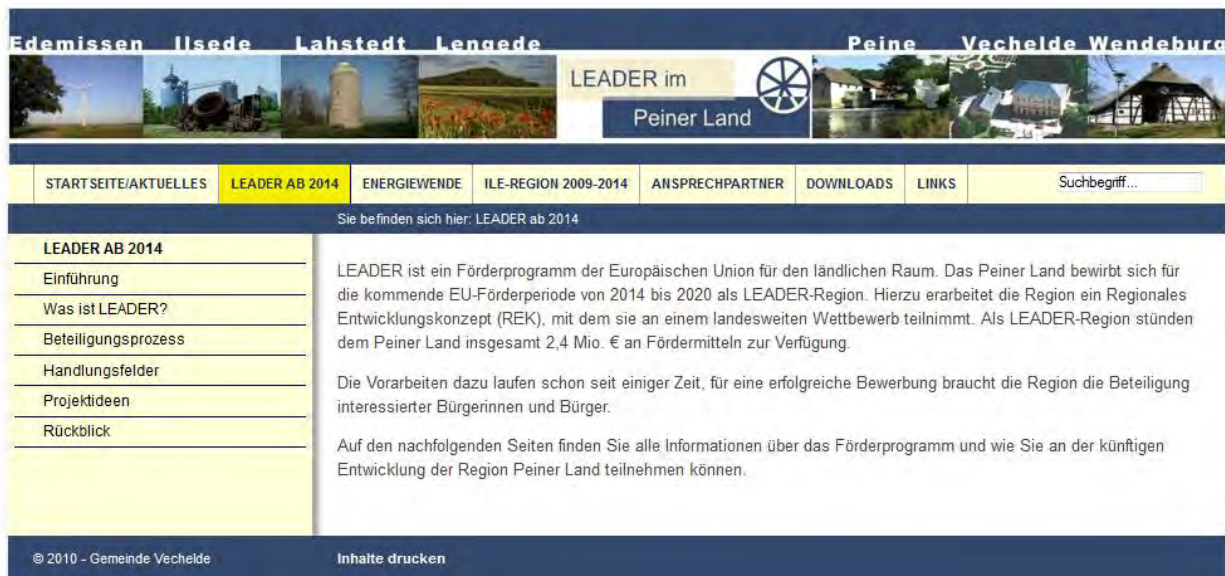 Edemissen Ilsede Lahstedt Lengede Peine Vechelde Wendeburg
LEADER im
Peiner Land
STARTSEITE/AKTUELLES LEADER AB 2014 ENERGIEWENDE ILE-REGION 2009-2014 ANSPRECHPARTNER DOWNLOADS LINKS Suchbegriff...
Sie befinden sich hier: LEADER ab 2014
LEADER AB 2014
Einführung
Was ist LEADER?
Beteiligungsprozess
Handlungsfelder
Projektideen
Rückblick
LEADER ist ein Förderprogramm der Europäischen Union für den ländlichen Raum. Das Peiner Land bewirbt sich für
die kommende EU-Förderperiode von 2014 bis 2020 als LEADER-Region. Hierzu erarbeitet die Region ein Regionales
Entwicklungskonzept (REK), mit dem sie an einem landesweiten Wettbewerb teilnimmt. Als LEADER-Region stünden
dem Peiner Land insgesamt 2,4 Mio. € an Fördermitteln zur Verfügung.
Die Vorarbeiten dazu laufen schon seit einiger Zeit, für eine erfolgreiche Bewerbung braucht die Region die Beteiligung
interessierter Bürgerinnen und Bürger.
Auf den nachfolgenden Seiten finden Sie alle Informationen über das Förderprogramm und wie Sie an der künftigen
Entwicklung der Region Peiner Land teilnehmen können.
© 2010 - Gemeinde Vechelde Inhalte drucken